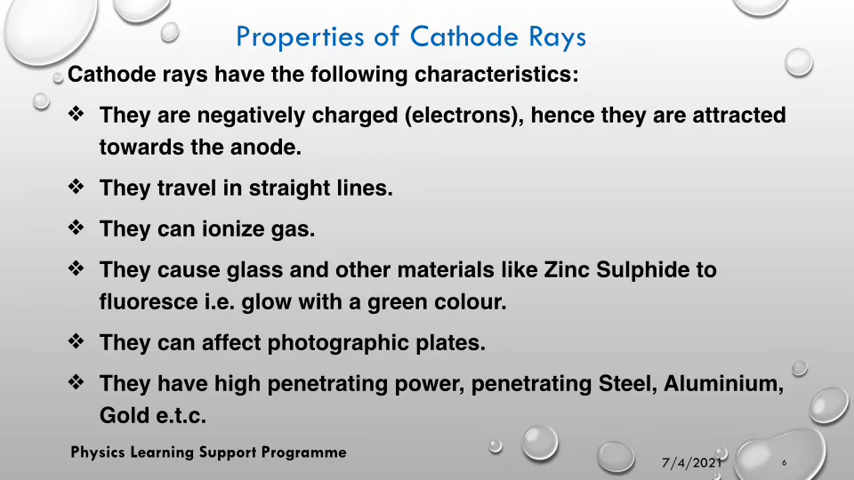 Properties of Cathode Rays
Cathode rays have the following characteristics:
❖ They are negatively charged (electrons), hence they are attracted
towards the anode.
❖ They travel in straight lines.
❖ They can ionize gas.
❖ They cause glass and other materials like Zinc Sulphide to
fluoresce i.e. glow with a green colour.
❖ They can affect photographic plates.
❖ They have high penetrating power, penetrating Steel, Aluminium,
Gold e.t.c.
Physics Learning Support Programme
7/4/2021
6